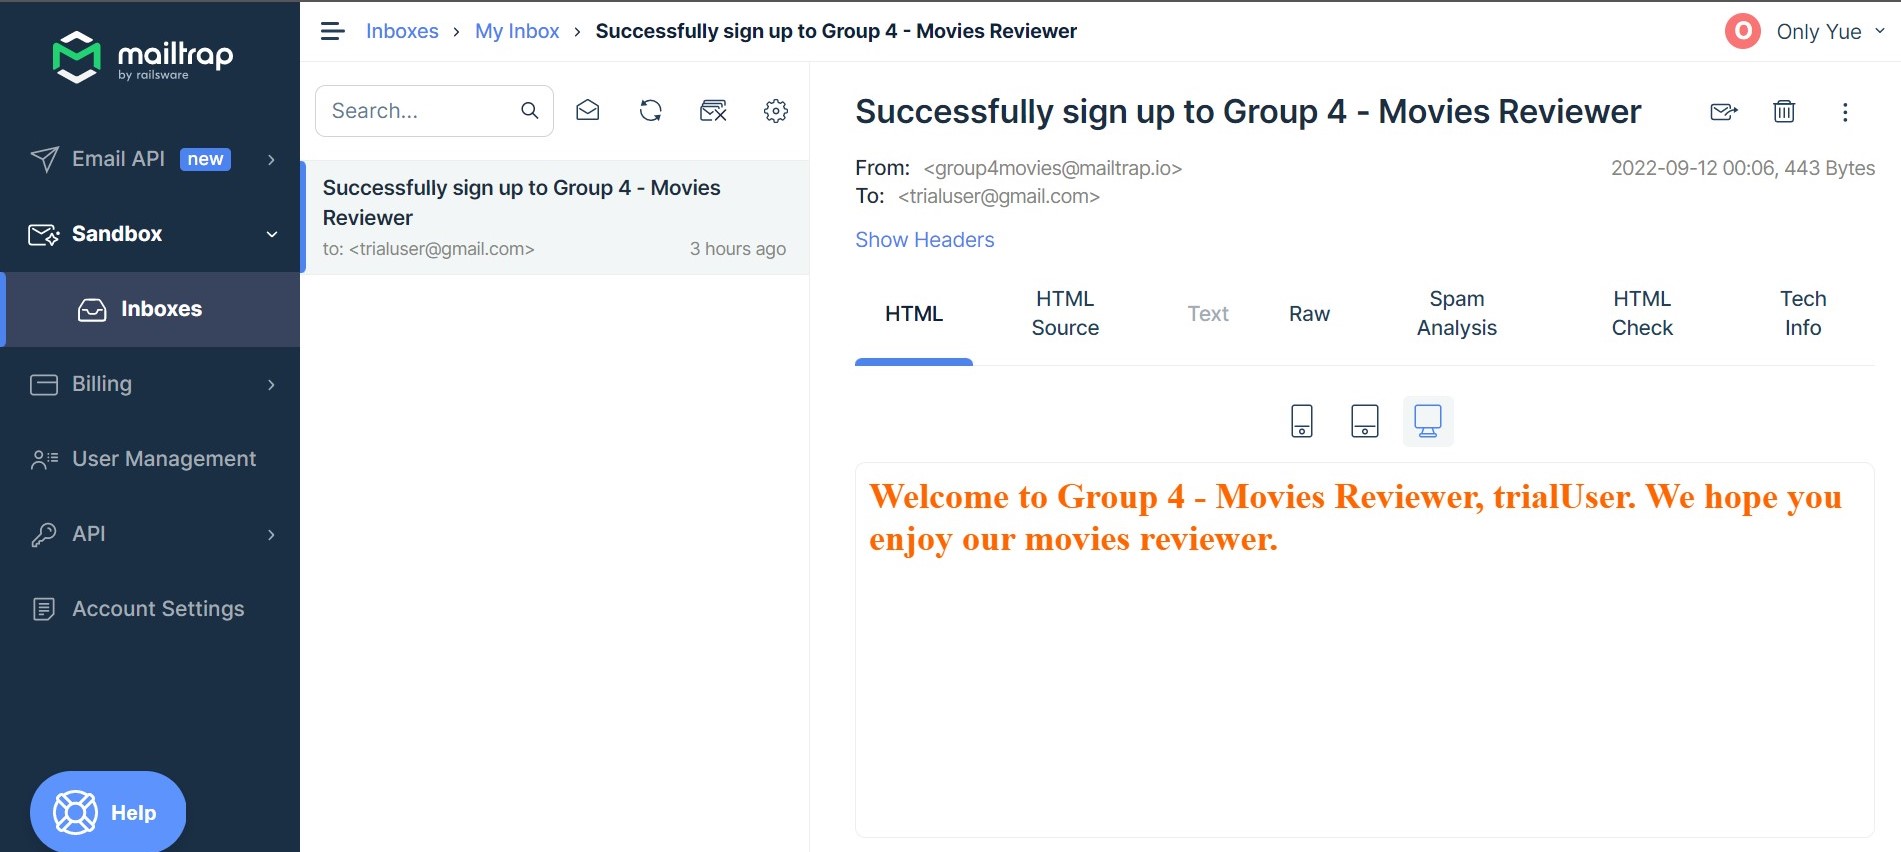 mailtrap
by railsware
Email API new
Sandbox
Inboxes
Billing
User Management
API
Account Settings
Help
Inboxes > My Inbox > Successfully sign up to Group 4 - Movies Reviewer
O Only Yue
Search...
Successfully sign up to Group 4 - Movies
Reviewer
to: <trialuser@gmail.com> 3 hours ago
Successfully sign up to Group 4 - Movies Reviewer
From: <group4movies@mailtrap.io> 2022-09-12 00:06, 443 Bytes
To: <trialuser@gmail.com>
Show Headers
HTML
HTML
Source
Text
Raw
Spam
Analysis
HTML
Check
Tech
Info
Welcome to Group 4 - Movies Reviewer, trialUser. We hope you
enjoy our movies reviewer.